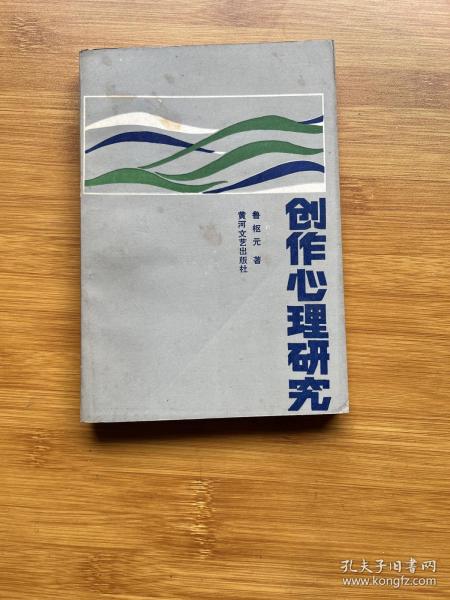 创作心理研究
鲁枢元 著
黄河文艺出版社
孔夫子旧书网
www.kongfz.com